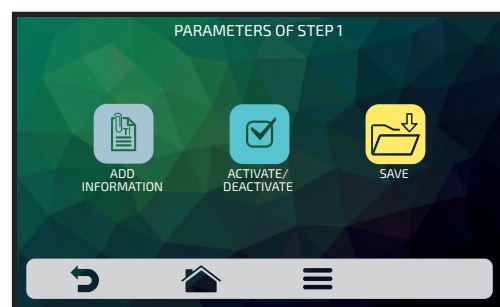 PARAMETERS OF STEP 1
ADD
INFORMATION
ACTIVATE/
DEACTIVATE
SAVE